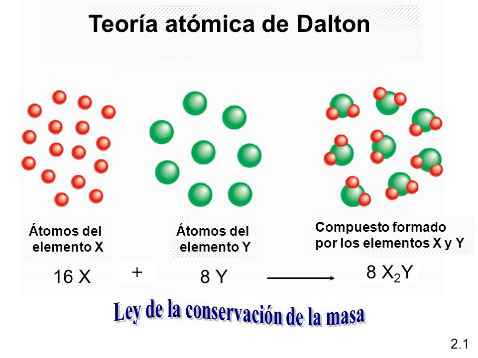 Teoría atómica de Dalton
Átomos del
elemento X
Átomos del
elemento Y
Compuesto formado
por los elementos X y Y
16 X + 8 Y 8 X₂Y
Ley de la conservación de la masa
2.1